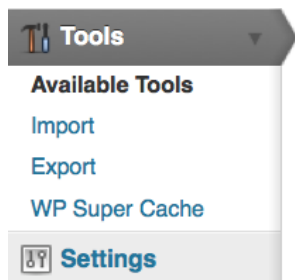 Tools
Available Tools
Import
Export
WP Super Cache
Settings